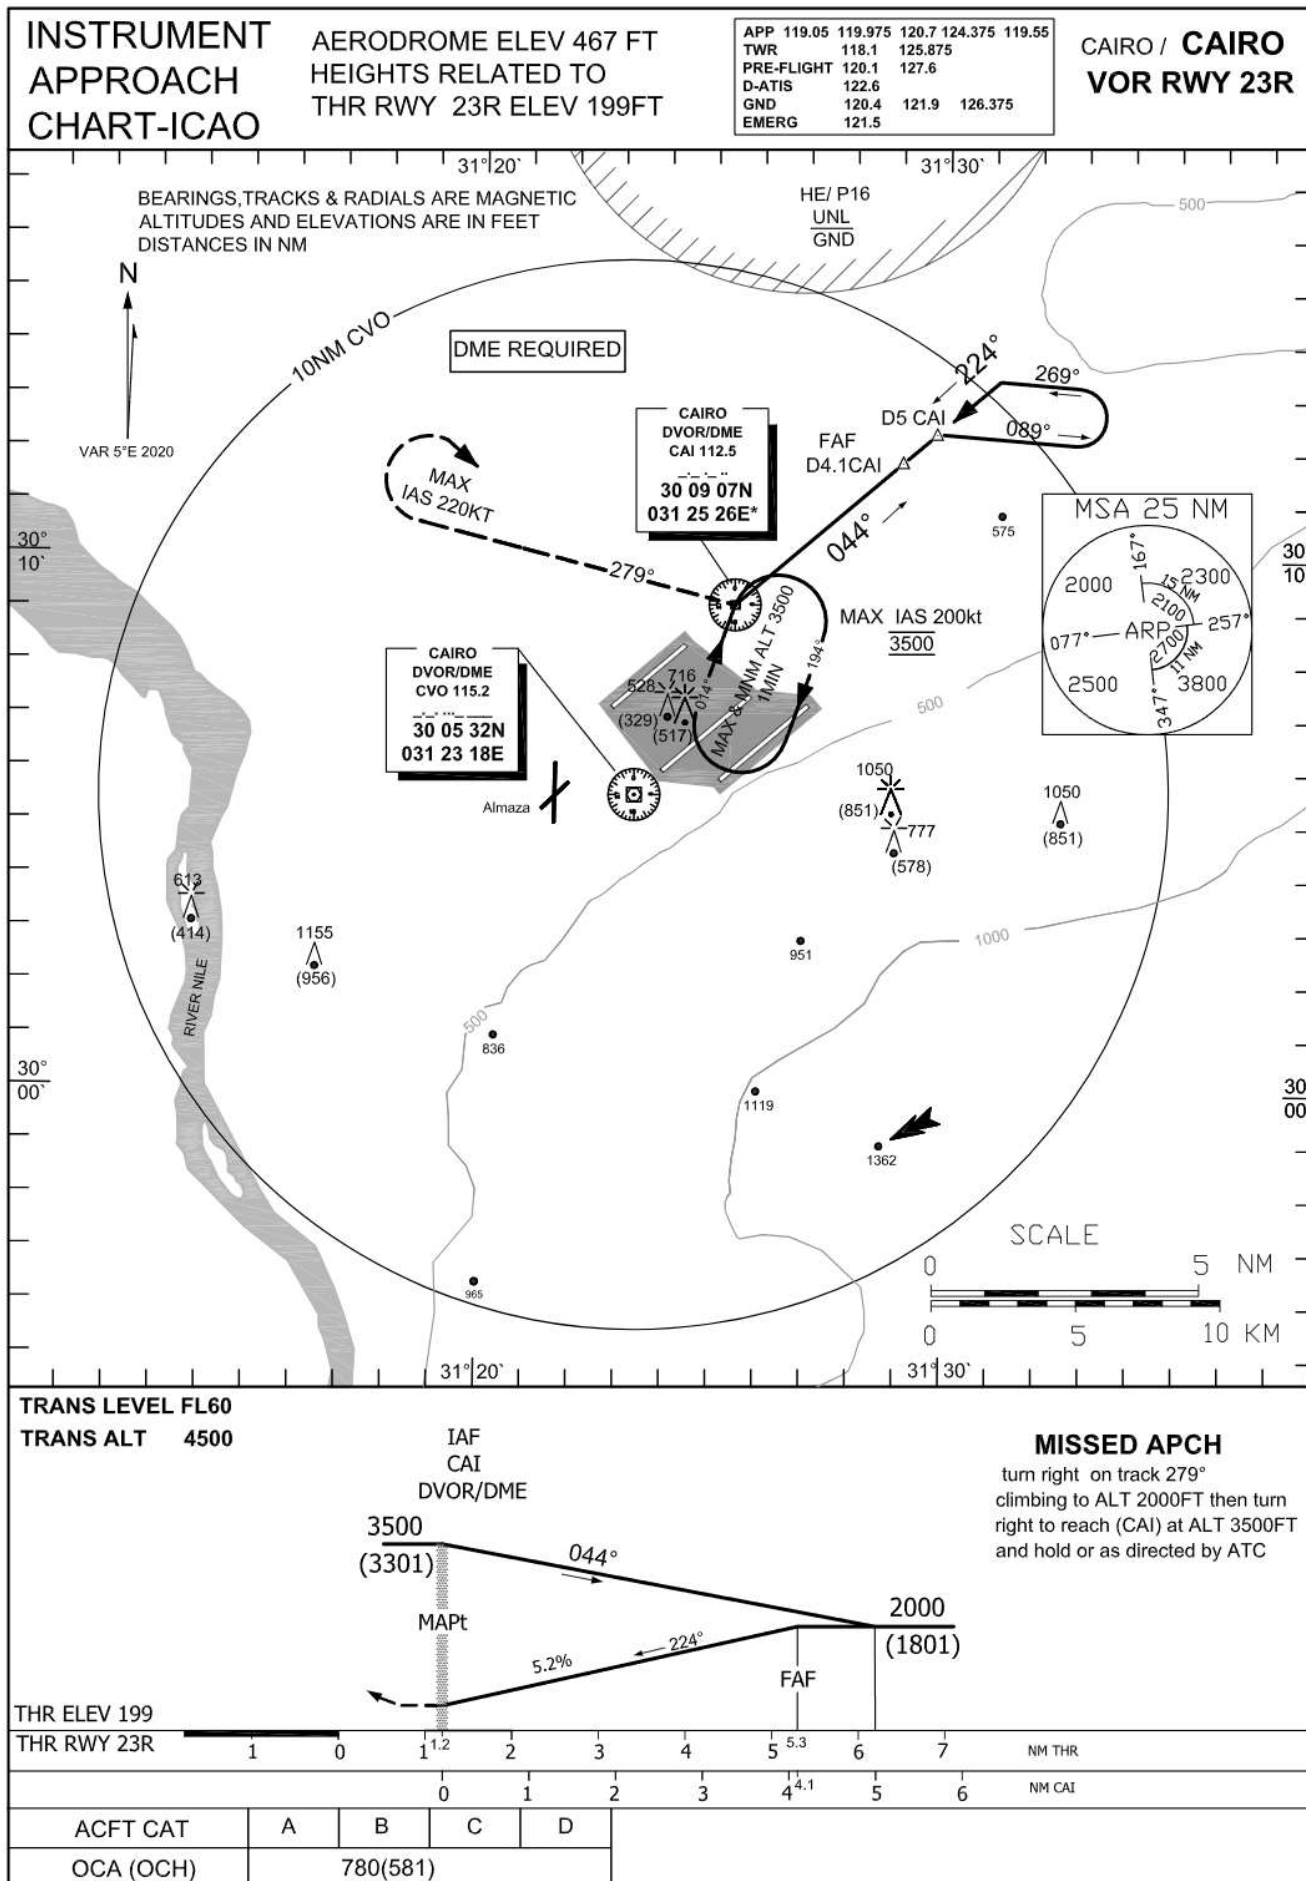 INSTRUMENT
APPROACH
CHART-ICAO
AERODROME ELEV 467 FT
HEIGHTS RELATED TO
THR RWY 23R ELEV 199FT
APP 119.05 119.975 120.7 124.375 119.55
TWR 118.1 125.875
PRE-FLIGHT 120.1 127.6
D-ATIS 122.6
GND 120.4 121.9 126.375
EMERG 121.5
CAIRO / CAIRO
VOR RWY 23R
31°20` 31°30`
BEARINGS,TRACKS & RADIALS ARE MAGNETIC
ALTITUDES AND ELEVATIONS ARE IN FEET
DISTANCES IN NM
HE/ P16
UNL
GND
500
N
VAR 5°E 2020
10NM CVO
DME REQUIRED
224°
269°
089°
D5 CAI
FAF
D4.1CAI
044°
CAIRO
DVOR/DME
CAI 112.5
_._. ._ ..
30 09 07N
031 25 26E*
MAX
IAS 220KT
279°
575
MSA 25 NM
2000
167°
15 NM
2300
2100
077°
ARP
257°
2700
11 NM
2500
347°
3800
30°
10`
30
10
MAX IAS 200kt
3500
MAX & MNM ALT 3500
1MIN
194°
014°
CAIRO
DVOR/DME
CVO 115.2
_._. ..._ ___
30 05 32N
031 23 18E
528
716
(329)
(517)
500
Almaza
1050
(851)
777
(578)
1050
(851)
613
(414)
1155
(956)
RIVER NILE
951
1000
500
836
30°
00`
30
00
1119
1362
965
SCALE
0 5 NM
0 5 10 KM
31°20` 31°30`
TRANS LEVEL FL60
TRANS ALT 4500
IAF
CAI
DVOR/DME
MISSED APCH
turn right on track 279°
climbing to ALT 2000FT then turn
right to reach (CAI) at ALT 3500FT
and hold or as directed by ATC
3500
(3301)
044°
2000
(1801)
MAPt
5.2%
224°
FAF
THR ELEV 199
THR RWY 23R 1 0 1 1.2 2 3 4 5 5.3 6 7 NM THR
0 1 2 3 4 4.1 5 6 NM CAI
ACFT CAT A B C D
OCA (OCH) 780(581)